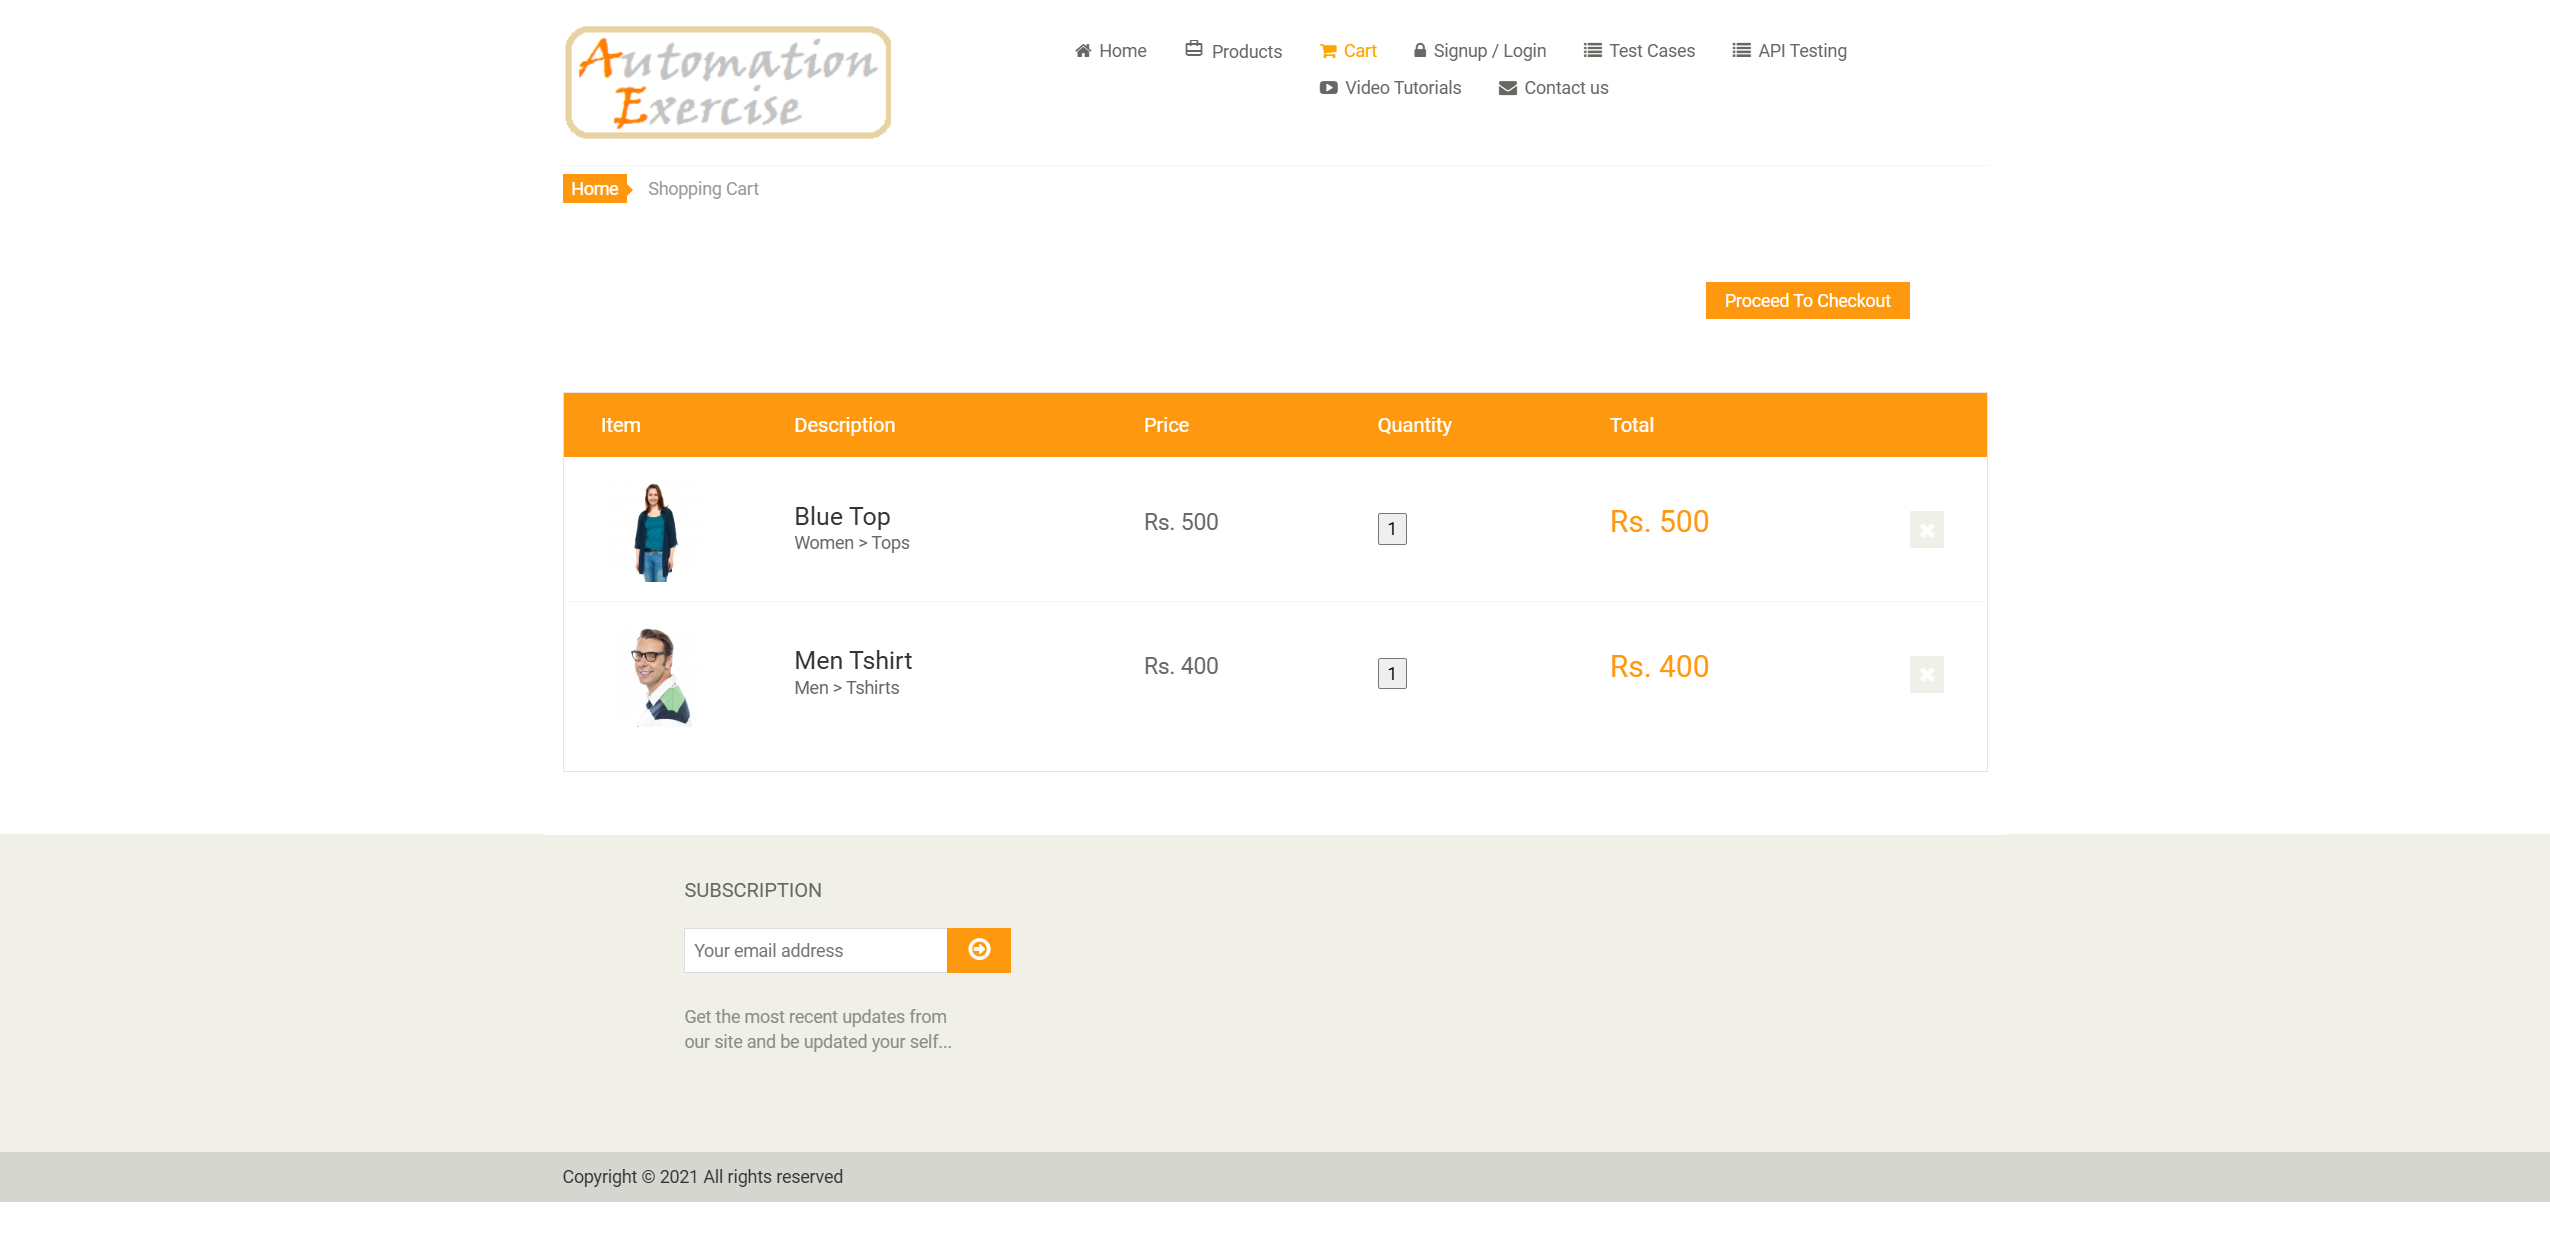 Automation
Exercise
Home Products Cart Signup / Login Test Cases API Testing
Video Tutorials Contact us
Home Shopping Cart
Proceed To Checkout
Item Description Price Quantity Total
Blue Top
Women > Tops
Rs. 500 1 Rs. 500
Men Tshirt
Men > Tshirts
Rs. 400 1 Rs. 400
SUBSCRIPTION
Your email address
Get the most recent updates from
our site and be updated your self...
Copyright © 2021 All rights reserved